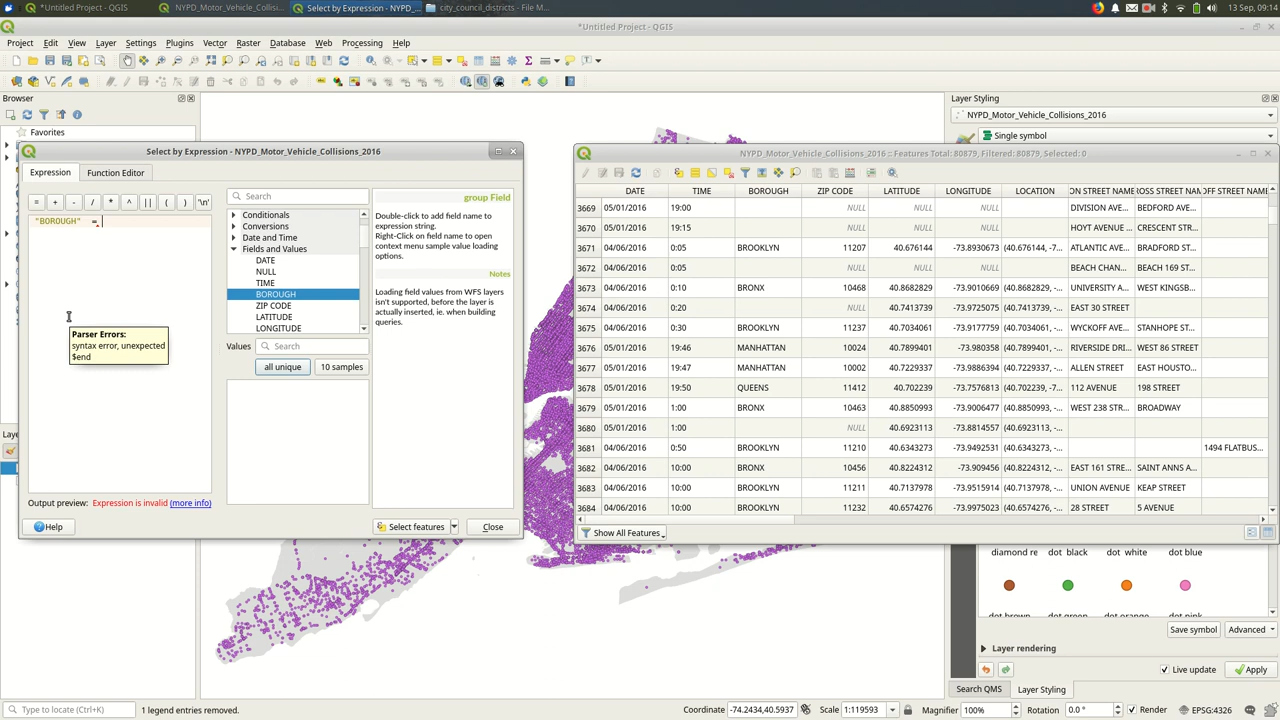 *Untitled Project - QGIS
NYPD_Motor_Vehicle_Collisi...
Select by Expression - NYPD_...
city_council_districts - File M...
13 Sep, 09:14
*Untitled Project - QGIS
Project Edit View Layer Settings Plugins Vector Raster Database Web Processing Help
Browser
Favorites
Select by Expression - NYPD_Motor_Vehicle_Collisions_2016
Expression Function Editor
= + - / * ^ || ( ) '\n'
"BOROUGH" =
Parser Errors:
syntax error, unexpected
$end
Search
Conditionals
Conversions
Date and Time
Fields and Values
DATE
NULL
TIME
BOROUGH
ZIP CODE
LATITUDE
LONGITUDE
Values Search
all unique 10 samples
group Field
Double-click to add field name to
expression string.
Right-Click on field name to open
context menu sample value loading
options.
Notes
Loading field values from WFS layers
isn't supported, before the layer is
actually inserted, ie. when building
queries.
Output preview: Expression is invalid (more info)
Help
Select features
Close
NYPD_Motor_Vehicle_Collisions_2016 :: Features Total: 80879, Filtered: 80879, Selected: 0
DATE TIME BOROUGH ZIP CODE LATITUDE LONGITUDE LOCATION ON STREET NAME ROSS STREET NAME OFF STREET NAME
3669 05/01/2016 19:00 NULL NULL NULL DIVISION AVE... BEDFORD AVE...
3670 05/01/2016 19:15 NULL NULL NULL HOYT AVENUE ... CRESCENT STR...
3671 04/06/2016 0:05 BROOKLYN 11207 40.676144 -73.8930673 (40.676144, -7... ATLANTIC AVE... BRADFORD ST...
3672 04/06/2016 0:05 NULL NULL NULL BEACH CHAN... BEACH 169 ST...
3673 04/06/2016 0:10 BRONX 10468 40.8682829 -73.9010669 (40.8682829, -... UNIVERSITY A... WEST KINGSB...
3674 04/06/2016 0:20 NULL 40.7413739 -73.9725075 (40.7413739, -... EAST 30 STREET
3675 04/06/2016 0:30 BROOKLYN 11237 40.7034061 -73.9177759 (40.7034061, -... WYCKOFF AVE... STANHOPE ST...
3676 05/01/2016 19:46 MANHATTAN 10024 40.7899401 -73.980358 (40.7899401, -... RIVERSIDE DRI... WEST 86 STREET
3677 05/01/2016 19:47 MANHATTAN 10002 40.7229337 -73.9886394 (40.7229337, -... ALLEN STREET EAST HOUSTO...
3678 05/01/2016 19:50 QUEENS 11412 40.702239 -73.7576813 (40.702239, -7... 112 AVENUE 198 STREET
3679 05/01/2016 1:00 BRONX 10463 40.8850993 -73.9006477 (40.8850993, -... WEST 238 STR... BROADWAY
3680 05/01/2016 1:00 NULL 40.6923113 -73.8814557 (40.6923113, -...
3681 04/06/2016 0:50 BROOKLYN 11210 40.6343273 -73.9492531 (40.6343273, -... 1494 FLATBUS...
3682 04/06/2016 10:00 BRONX 10456 40.8224312 -73.909456 (40.8224312, -... EAST 161 STRE... SAINT ANNS A...
3683 04/06/2016 10:00 BROOKLYN 11211 40.7137978 -73.9515914 (40.7137978, -... UNION AVENUE KEAP STREET
3684 04/06/2016 10:00 BROOKLYN 11232 40.6574276 -73.9975023 (40.6574276, -... 28 STREET 5 AVENUE
Show All Features
Layer Styling
NYPD_Motor_Vehicle_Collisions_2016
Single symbol
diamond re dot black dot white dot blue
dot brown dot green dot orange dot pink
Save symbol Advanced
Layer rendering
Live update Apply
Search QMS Layer Styling
Laye
Type to locate (Ctrl+K)
1 legend entries removed.
Coordinate -74.2434,40.5937
Scale 1:119593
Magnifier 100%
Rotation 0.0 °
Render
EPSG:4326